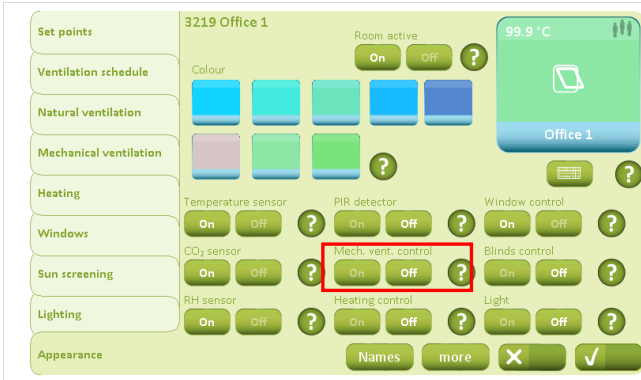 Set points
Ventilation schedule
Natural ventilation
Mechanical ventilation
Heating
Windows
Sun screening
Lighting
Appearance
3219 Office 1
Room active
On Off ?
Colour
?
99.9 °C
Office 1
?
Temperature sensor PIR detector Window control
On Off ? On Off ? On Off ?
CO₂ sensor Mech. vent. control Blinds control
On Off ? On Off ? On Off ?
RH sensor Heating control Light
On Off ? On Off ? On Off ?
Names more